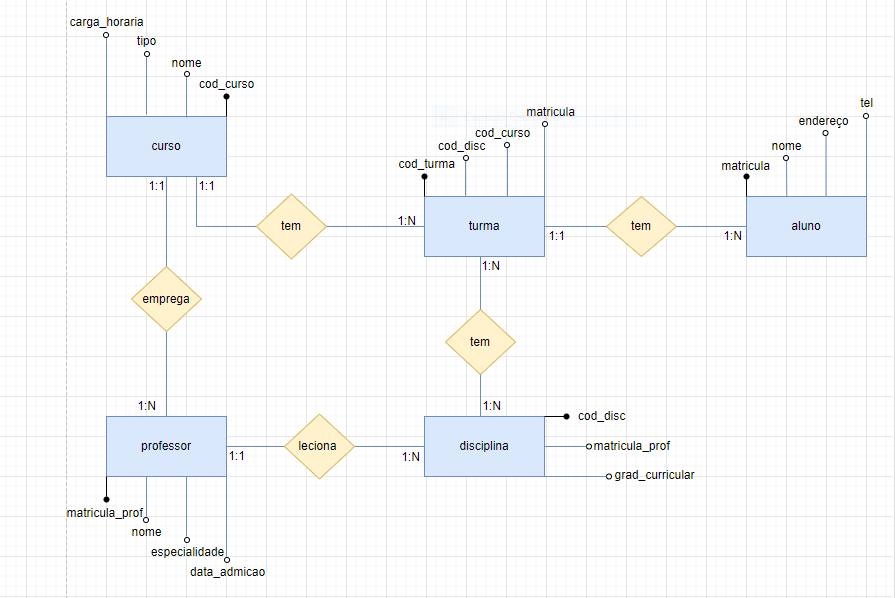 carga_horaria
tipo
nome
cod_curso
curso
1:1
1:1
tem
1:N
matricula
cod_curso
cod_disc
cod_turma
turma
1:1
tem
1:N
tel
endereço
nome
matricula
aluno
emprega
1:N
tem
1:N
1:N
professor
1:1
leciona
1:N
disciplina
cod_disc
matricula_prof
grad_curricular
matricula_prof
nome
especialidade
data_admicao